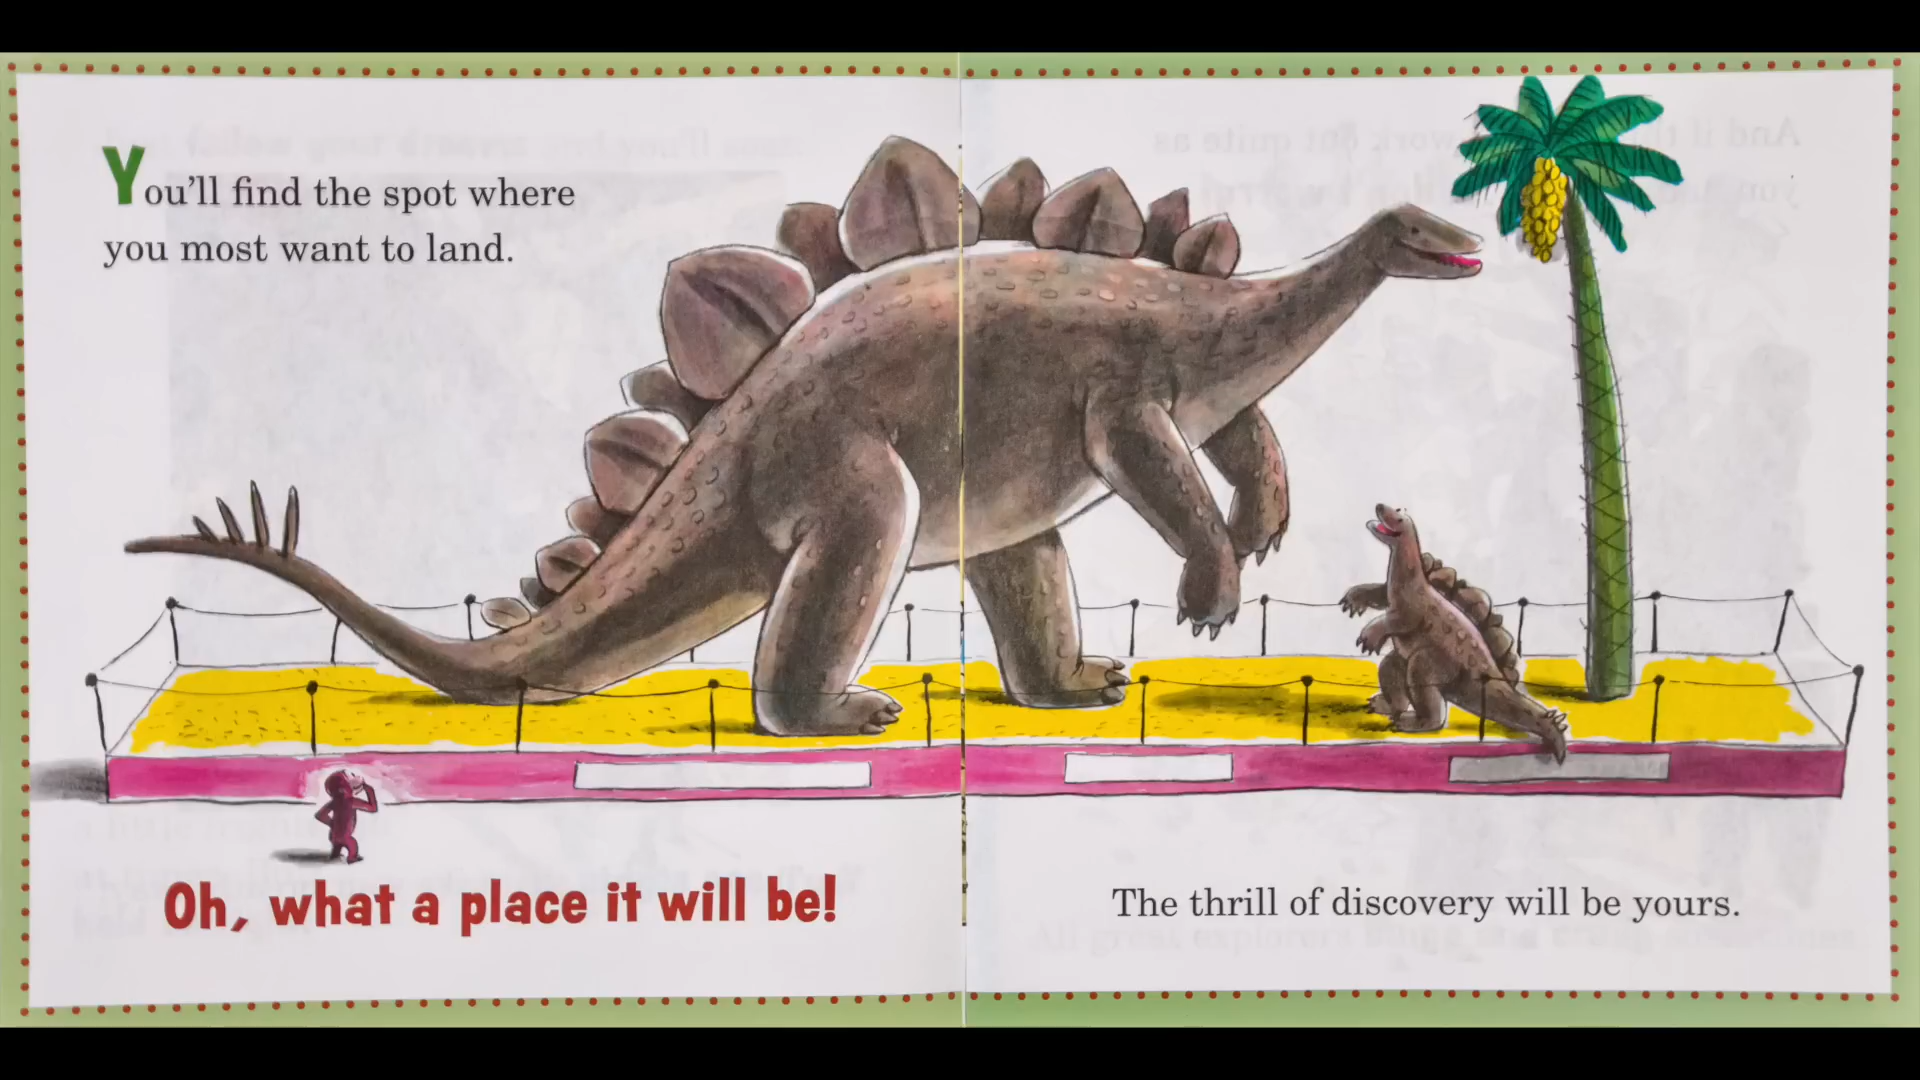 You'll find the spot where
you most want to land.
Oh, what a place it will be!
The thrill of discovery will be yours.